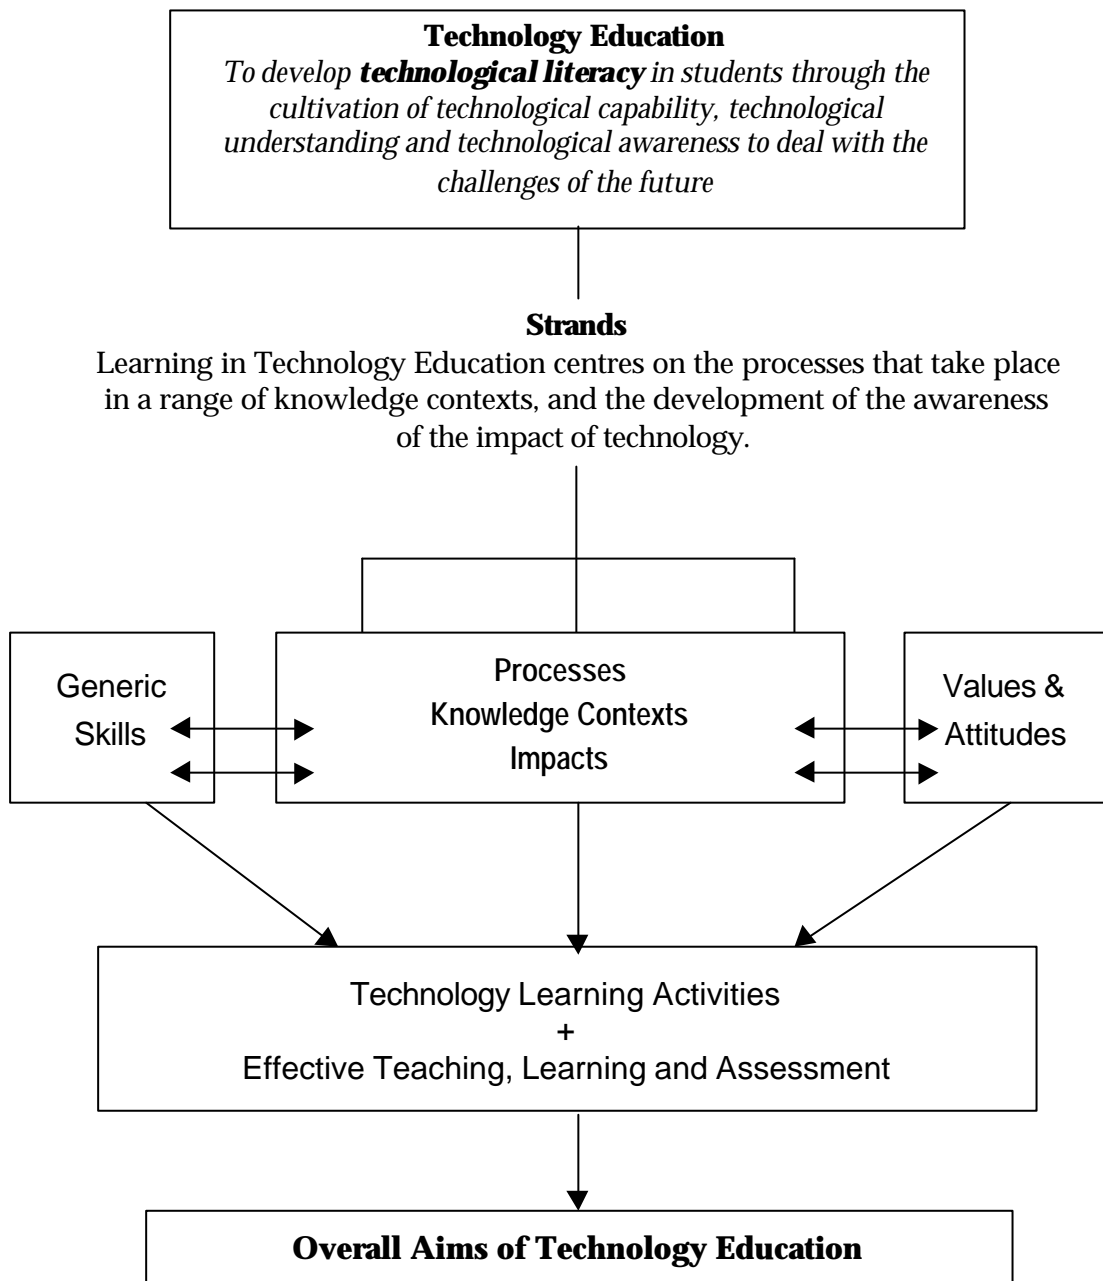 Technology Education
To develop technological literacy in students through the
cultivation of technological capability, technological
understanding and technological awareness to deal with the
challenges of the future
Strands
Learning in Technology Education centres on the processes that take place
in a range of knowledge contexts, and the development of the awareness
of the impact of technology.
Generic
Skills
Processes
Knowledge Contexts
Impacts
Values &
Attitudes
Technology Learning Activities
+
Effective Teaching, Learning and Assessment
Overall Aims of Technology Education